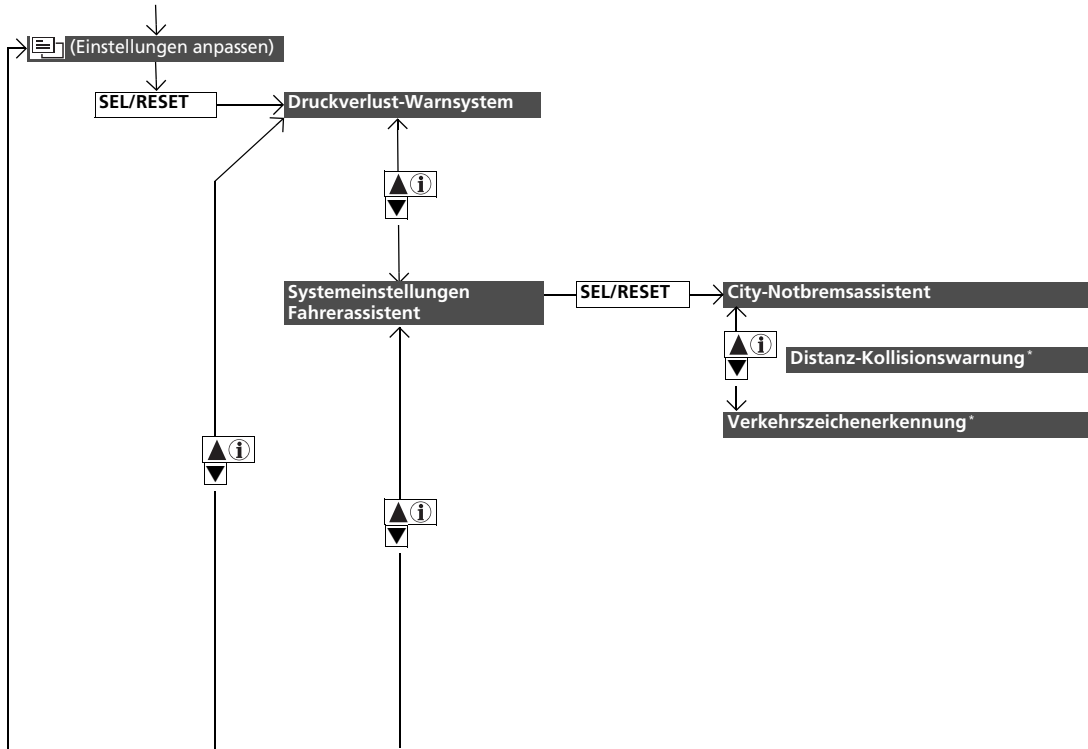 (Einstellungen anpassen)
SEL/RESET
Druckverlust-Warnsystem
Systemeinstellungen
Fahrerassistent
SEL/RESET
City-Notbremsassistent
Distanz-Kollisionswarnung*
Verkehrszeichenerkennung*